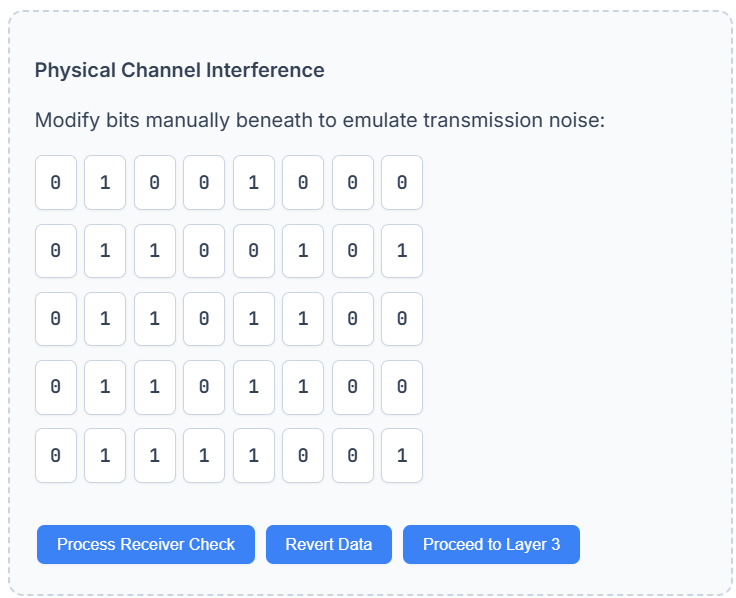 Physical Channel Interference
Modify bits manually beneath to emulate transmission noise:
0 1 0 0 1 0 0 0
0 1 1 0 0 1 0 1
0 1 1 0 1 1 0 0
0 1 1 0 1 1 0 0
0 1 1 1 1 0 0 1
Process Receiver Check Revert Data Proceed to Layer 3